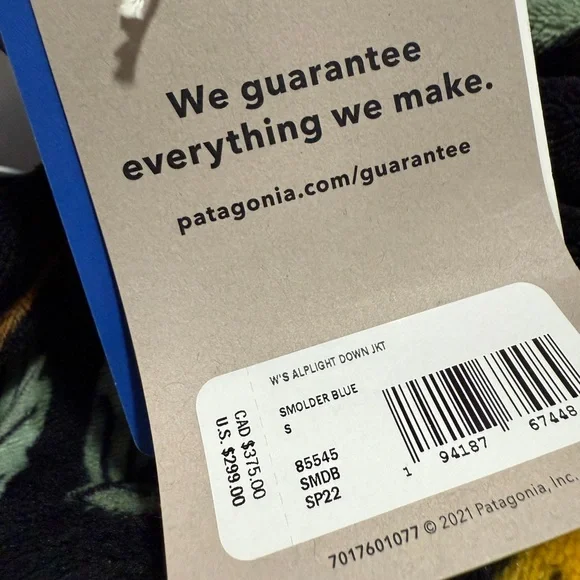 We guarantee
everything we make.
patagonia.com/guarantee
W'S ALPLIGHT DOWN JKT
SMOLDER BLUE
S
85545
SMDB
SP22
CAD $375.00
U.S. $299.00
1 94187 67448
7017601077 © 2021 Patagonia, Inc.